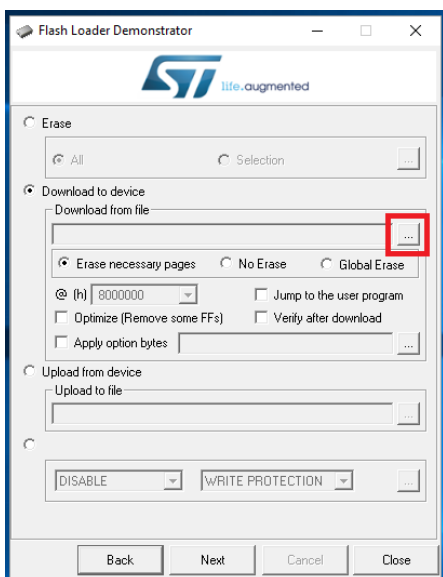 Flash Loader Demonstrator
ST life.augmented
Erase
All Selection ...
Download to device
Download from file
...
Erase necessary pages No Erase Global Erase
@ (h) 8000000 Jump to the user program
Optimize (Remove some FFs) Verify after download
Apply option bytes ...
Upload from device
Upload to file
...
DISABLE WRITE PROTECTION ...
Back Next Cancel Close